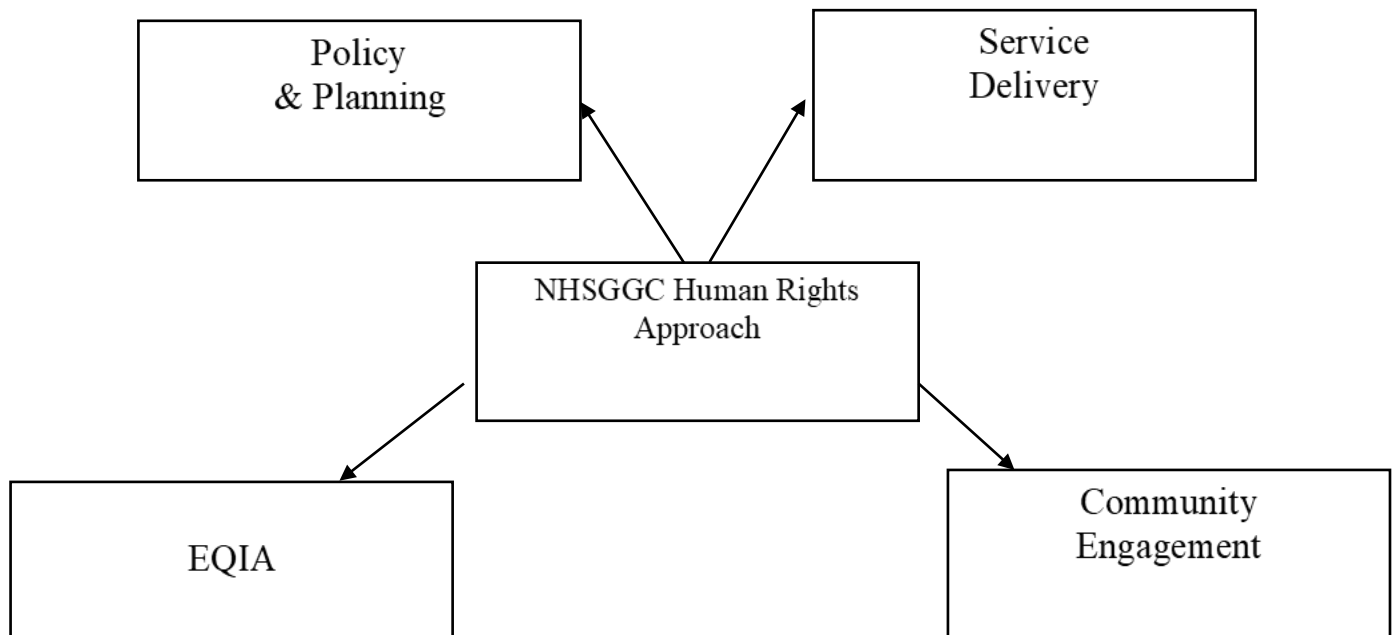 Policy
& Planning
Service
Delivery
NHSGGC Human Rights
Approach
EQIA
Community
Engagement